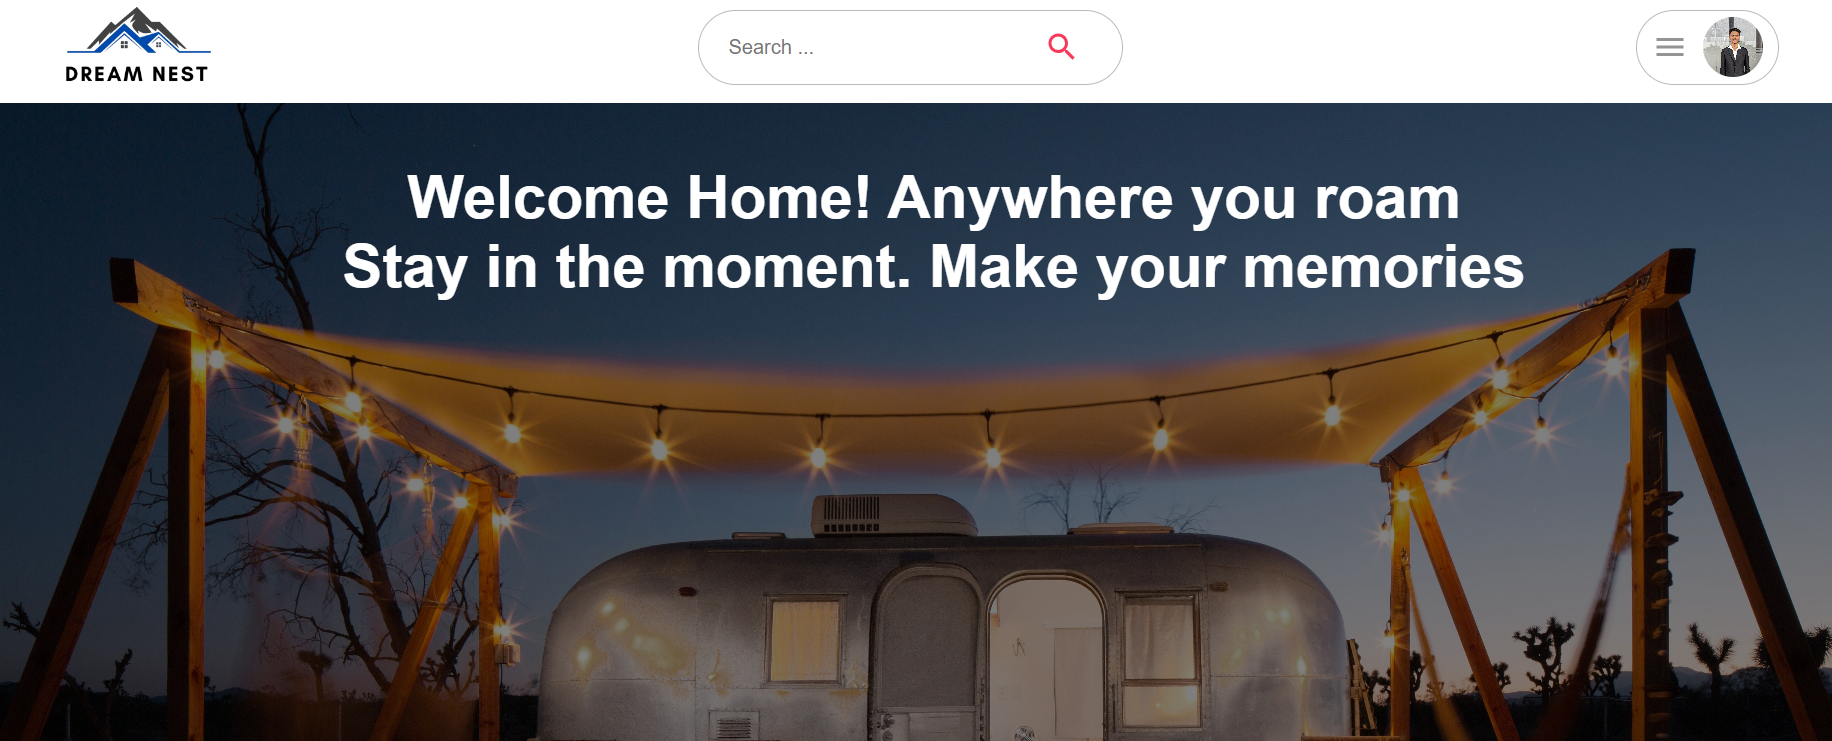 DREAM NEST
Search ...
Welcome Home! Anywhere you roam
Stay in the moment. Make your memories